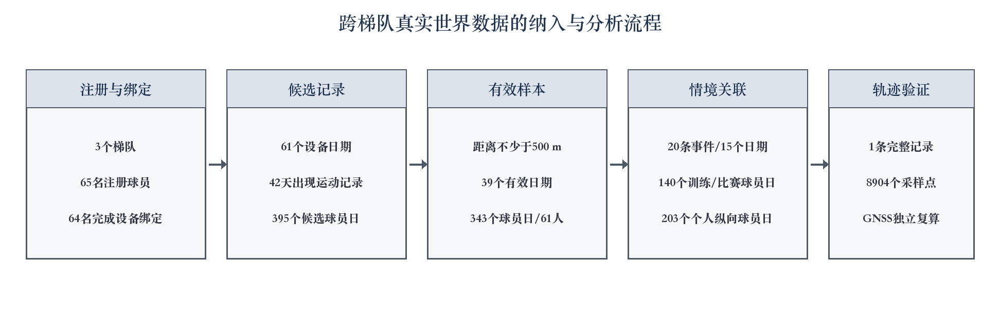 跨梯队真实世界数据的纳入与分析流程
注册与绑定
3个梯队
65名注册球员
64名完成设备绑定
候选记录
61个设备日期
42天出现运动记录
395个候选球员日
有效样本
距离不少于500 m
39个有效日期
343个球员日/61人
情境关联
20条事件/15个日期
140个训练/比赛球员日
203个个人纵向球员日
轨迹验证
1条完整记录
8904个采样点
GNSS独立复算